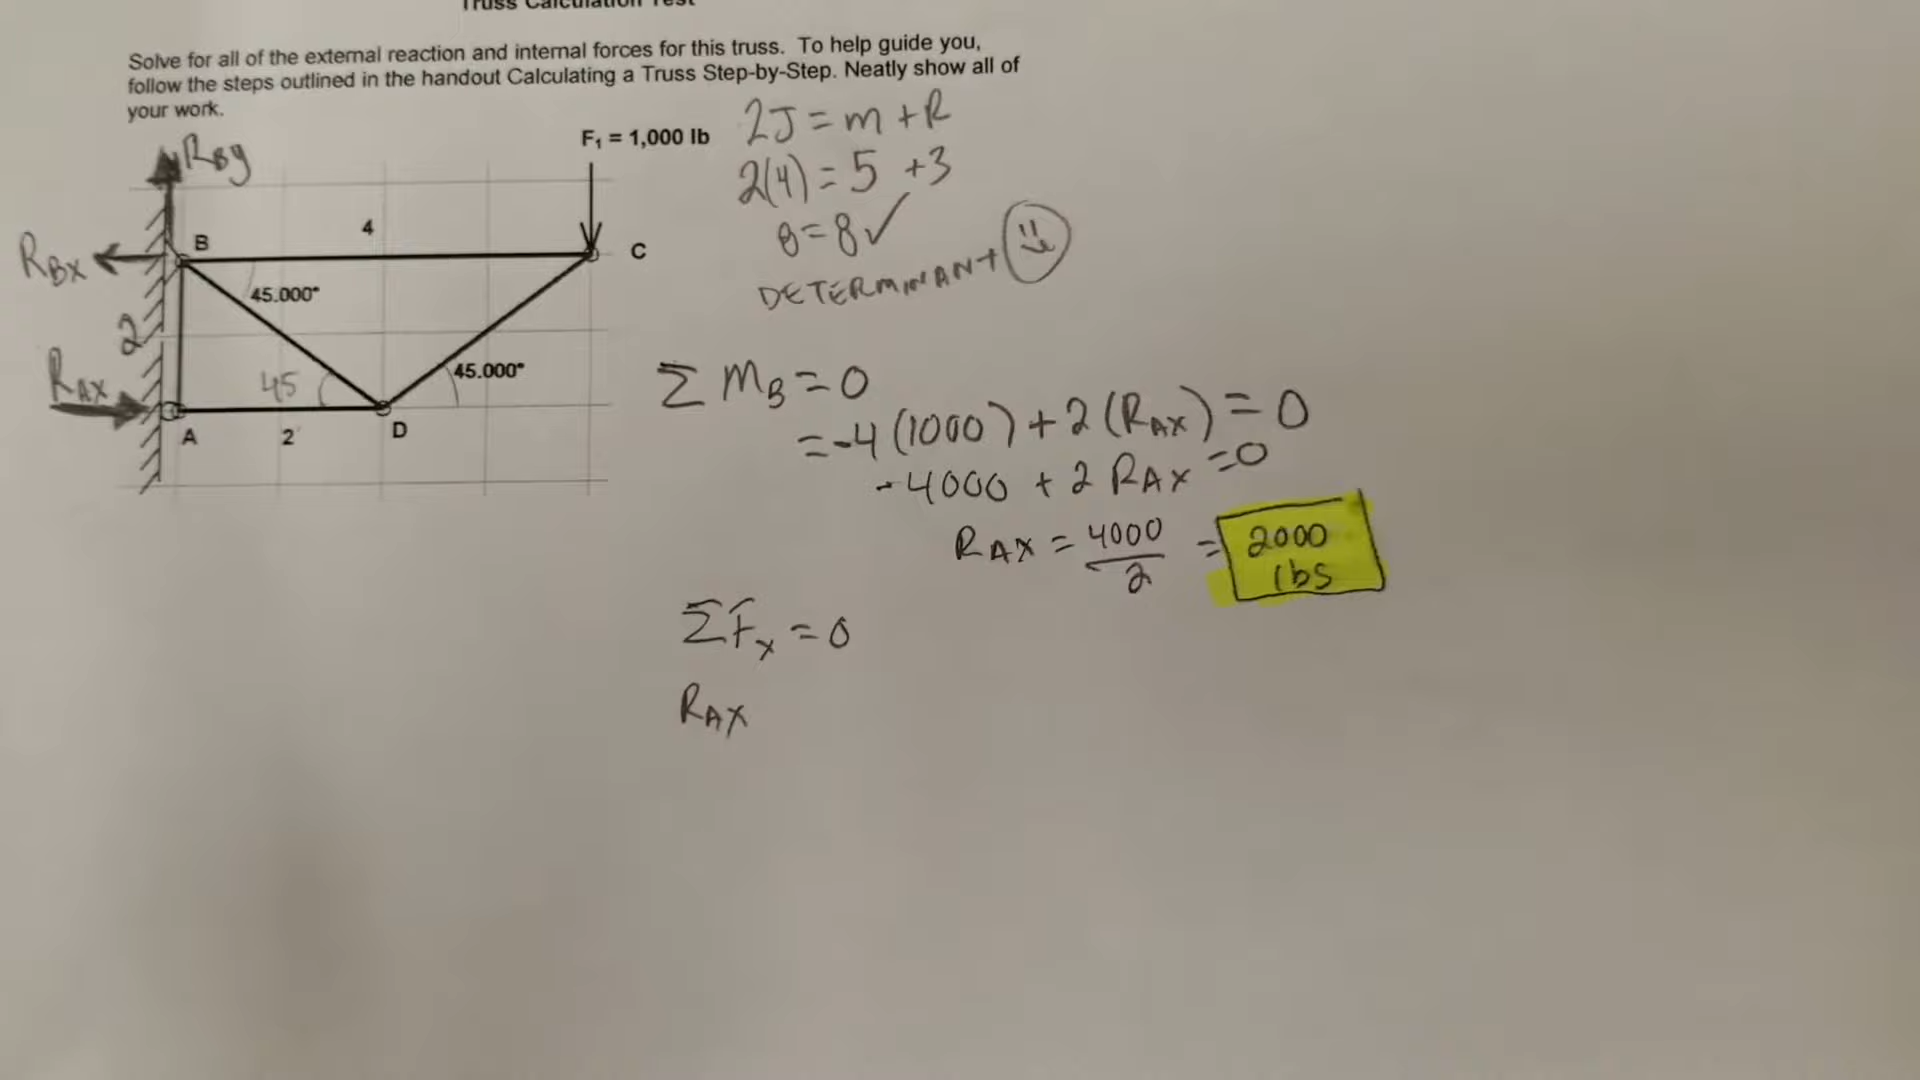 Truss Calculation Test
Solve for all of the external reaction and internal forces for this truss. To help guide you,
follow the steps outlined in the handout Calculating a Truss Step-by-Step. Neatly show all of
your work.
F₁ = 1,000 lb
RBy
RBX
B
4
C
45.000°
2
RAX
45
45.000°
A
2
D
2J = m + R
2(4) = 5 + 3
8 = 8 ✓
DETERMINANT
Σ MB = 0
= -4 (1000) + 2 (RAX) = 0
-4000 + 2 RAX = 0
RAX = 4000/2 = 2000
lbs
ΣFx = 0
RAX